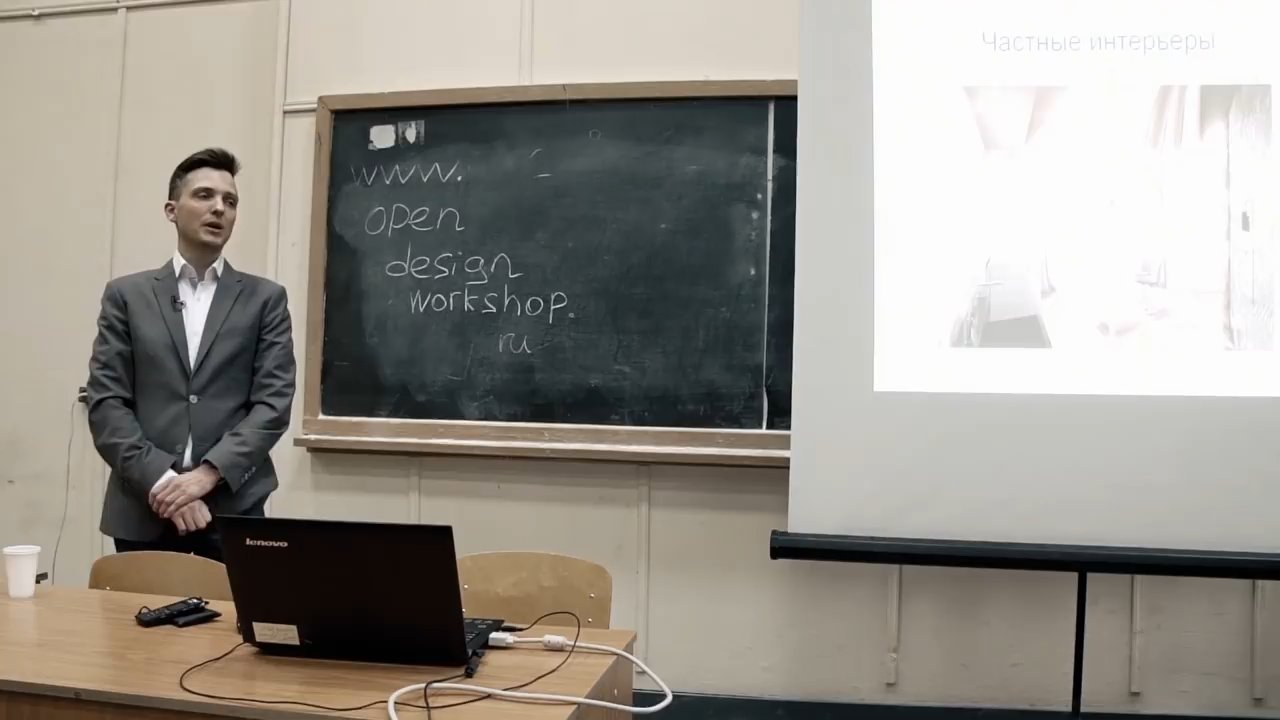 www.
open
design
workshop.
ru
Частные интерьеры
lenovo